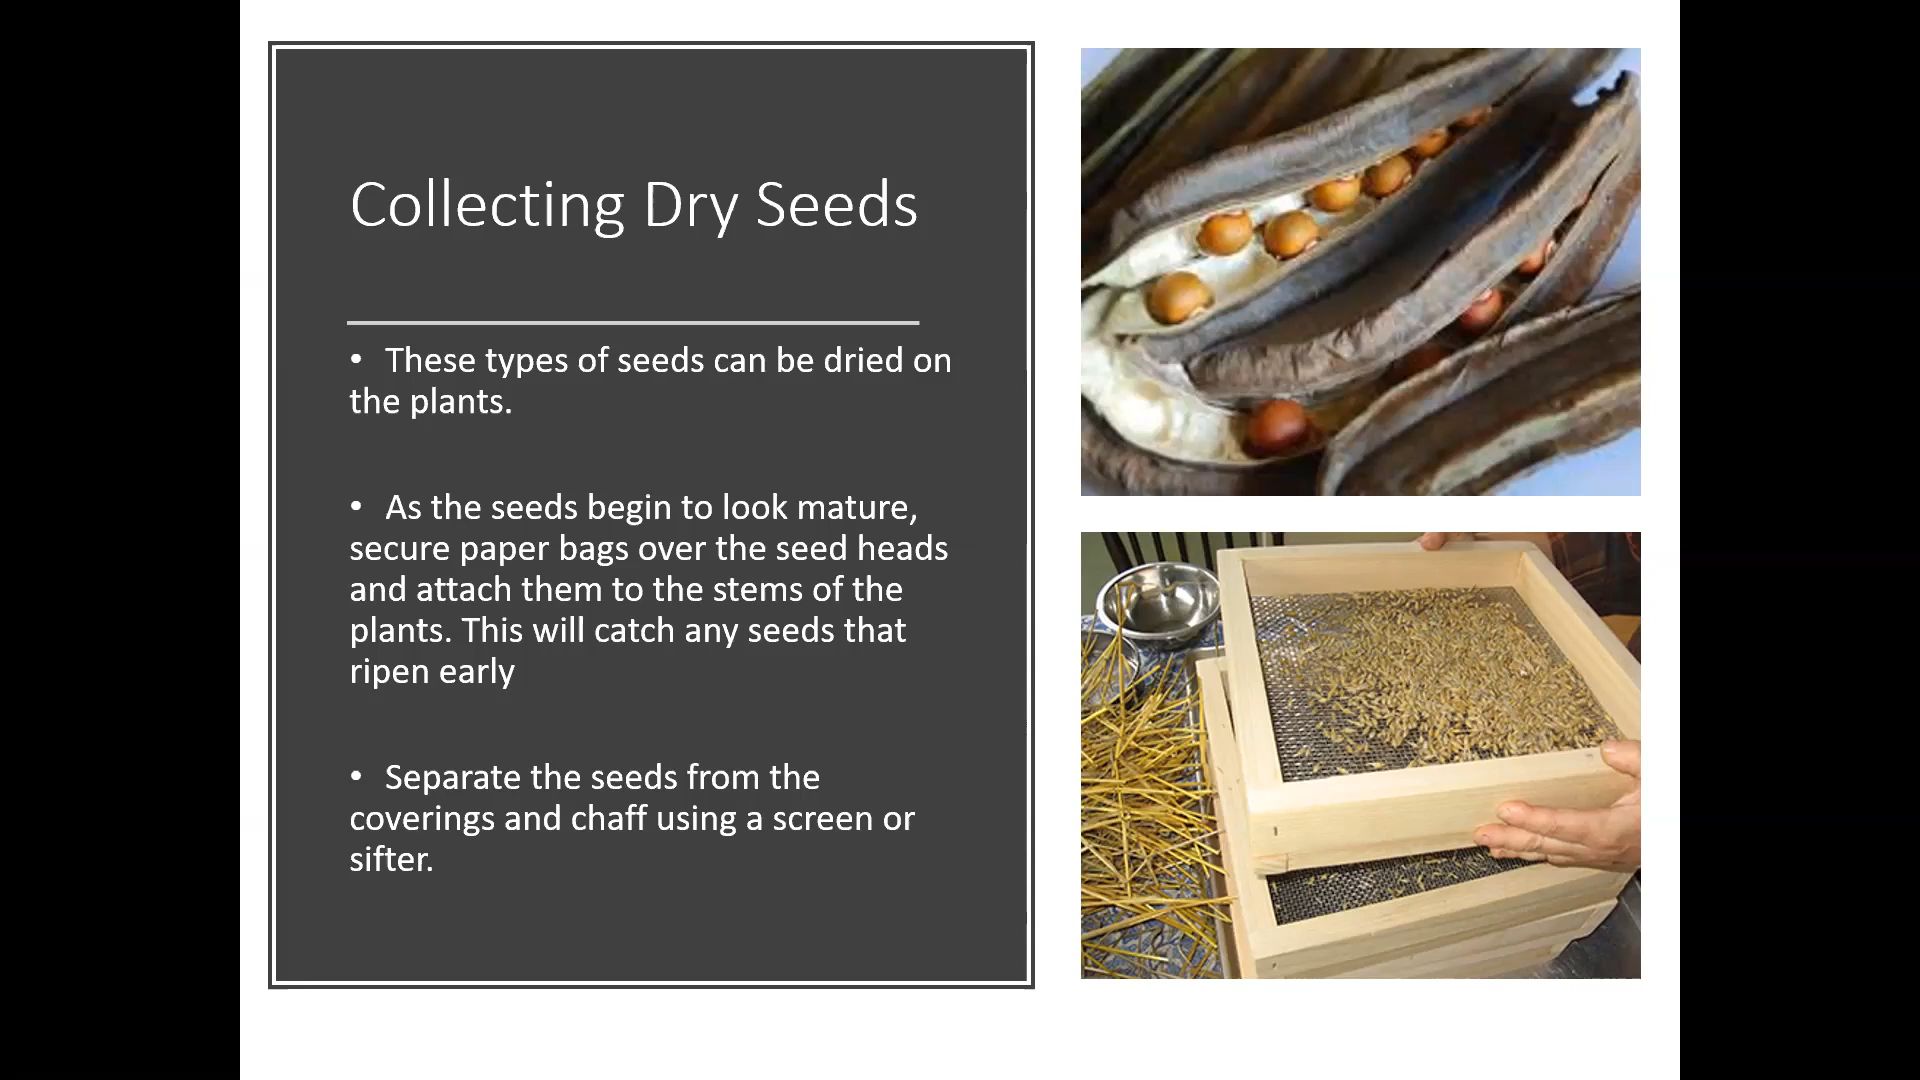 Collecting Dry Seeds
• These types of seeds can be dried on
the plants.
• As the seeds begin to look mature,
secure paper bags over the seed heads
and attach them to the stems of the
plants. This will catch any seeds that
ripen early
• Separate the seeds from the
coverings and chaff using a screen or
sifter.